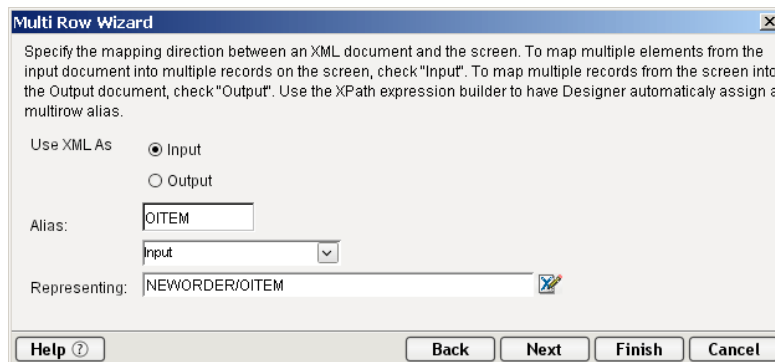 Multi Row Wizard
Specify the mapping direction between an XML document and the screen. To map multiple elements from the
input document into multiple records on the screen, check "Input". To map multiple records from the screen into
the Output document, check "Output". Use the XPath expression builder to have Designer automaticaly assign a
multirow alias.
Use XML As
Input
Output
Alias:
OITEM
Input
Representing:
NEWORDER/OITEM
Help
Back
Next
Finish
Cancel